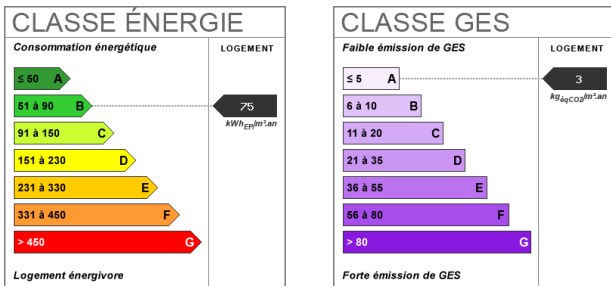 CLASSE ÉNERGIE
Consommation énergétique
LOGEMENT
≤ 50 A
51 à 90 B
75
kWhEP/m².an
91 à 150 C
151 à 230 D
231 à 330 E
331 à 450 F
> 450 G
Logement énergivore
CLASSE GES
Faible émission de GES
LOGEMENT
≤ 5 A
3
kgéqCO2/m².an
6 à 10 B
11 à 20 C
21 à 35 D
36 à 55 E
56 à 80 F
> 80 G
Forte émission de GES